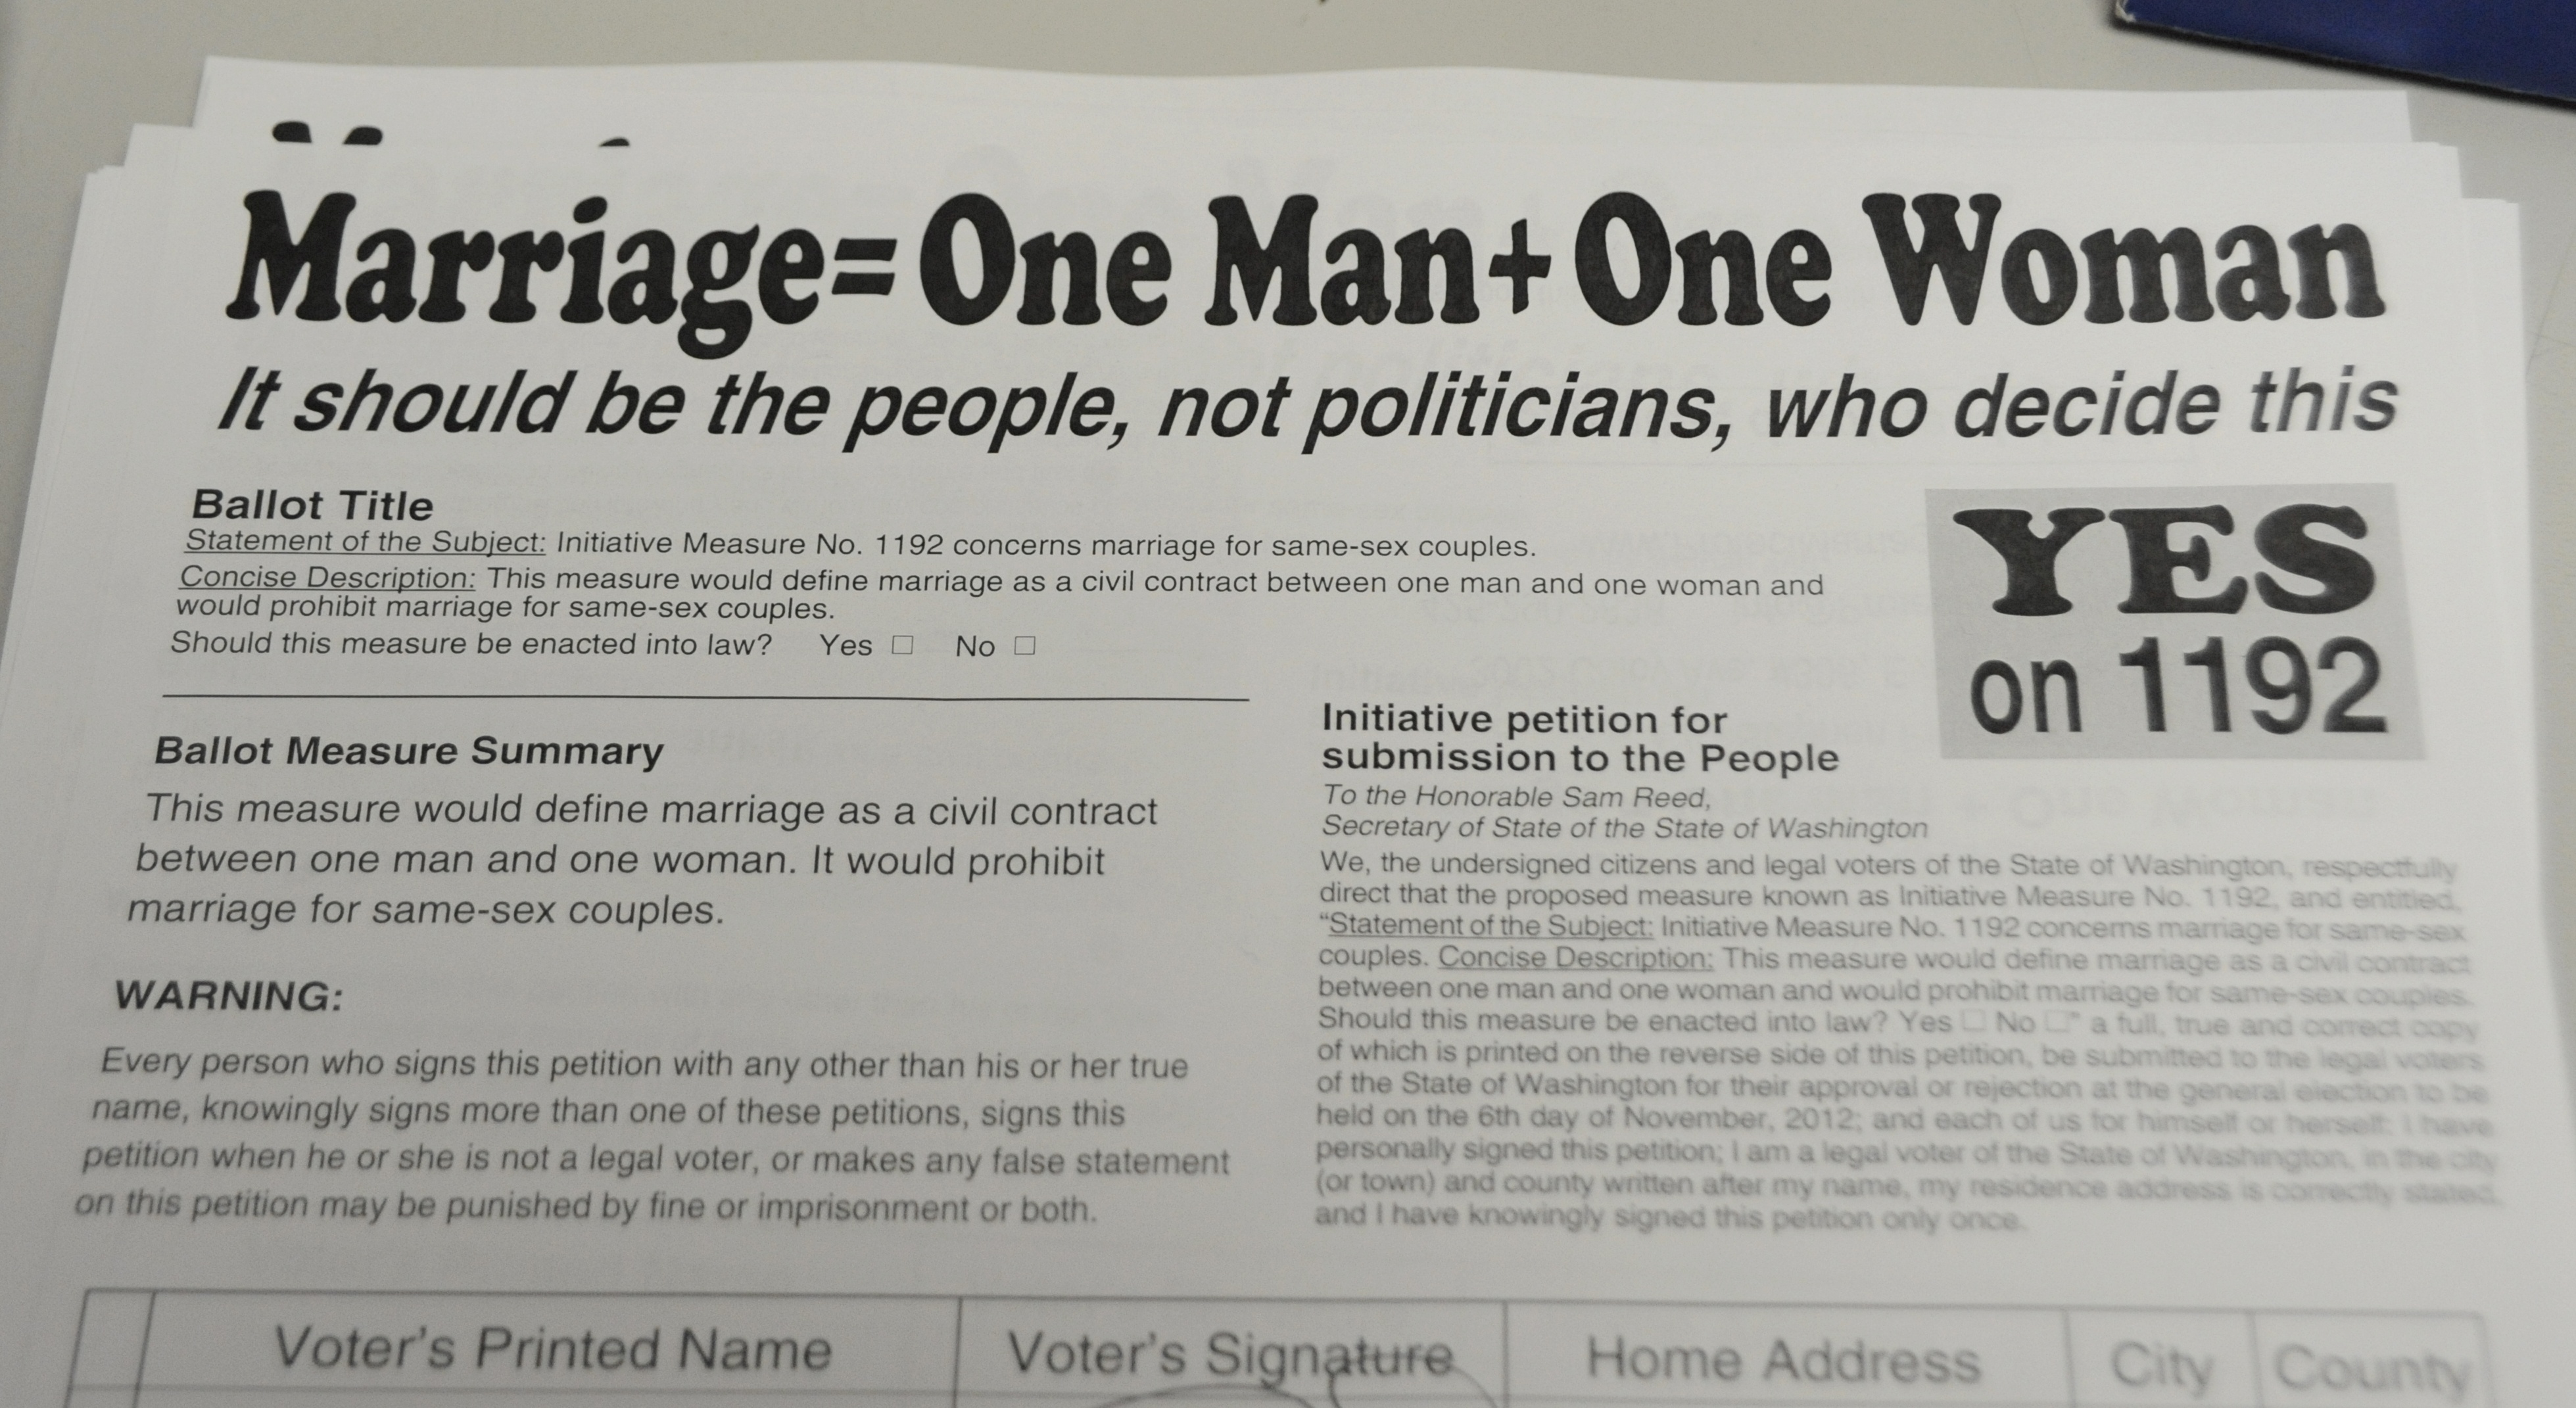 Marriage= One Man+ One Woman
It should be the people, not politicians, who decide this
Ballot Title
Statement of the Subject: Initiative Measure No. 1192 concerns marriage for same-sex couples.
Concise Description: This measure would define marriage as a civil contract between one man and one woman and
would prohibit marriage for same-sex couples.
Should this measure be enacted into law? Yes □ No □
YES
on 1192
Ballot Measure Summary
This measure would define marriage as a civil contract
between one man and one woman. It would prohibit
marriage for same-sex couples.
WARNING:
Every person who signs this petition with any other than his or her true
name, knowingly signs more than one of these petitions, signs this
petition when he or she is not a legal voter, or makes any false statement
on this petition may be punished by fine or imprisonment or both.
Initiative petition for
submission to the People
To the Honorable Sam Reed,
Secretary of State of the State of Washington
We, the undersigned citizens and legal voters of the State of Washington, respectfully
direct that the proposed measure known as Initiative Measure No. 1192, and entitled,
“Statement of the Subject: Initiative Measure No. 1192 concerns marriage for same-sex
couples. Concise Description: This measure would define marriage as a civil contract
between one man and one woman and would prohibit marriage for same-sex couples.
Should this measure be enacted into law? Yes □ No □” a full, true and correct copy
of which is printed on the reverse side of this petition, be submitted to the legal voters
of the State of Washington for their approval or rejection at the general election to be
held on the 6th day of November, 2012; and each of us for himself or herself: I have
personally signed this petition; I am a legal voter of the State of Washington, in the city
(or town) and county written after my name, my residence address is correctly stated,
and I have knowingly signed this petition only once.
Voter's Printed Name Voter's Signature Home Address City County